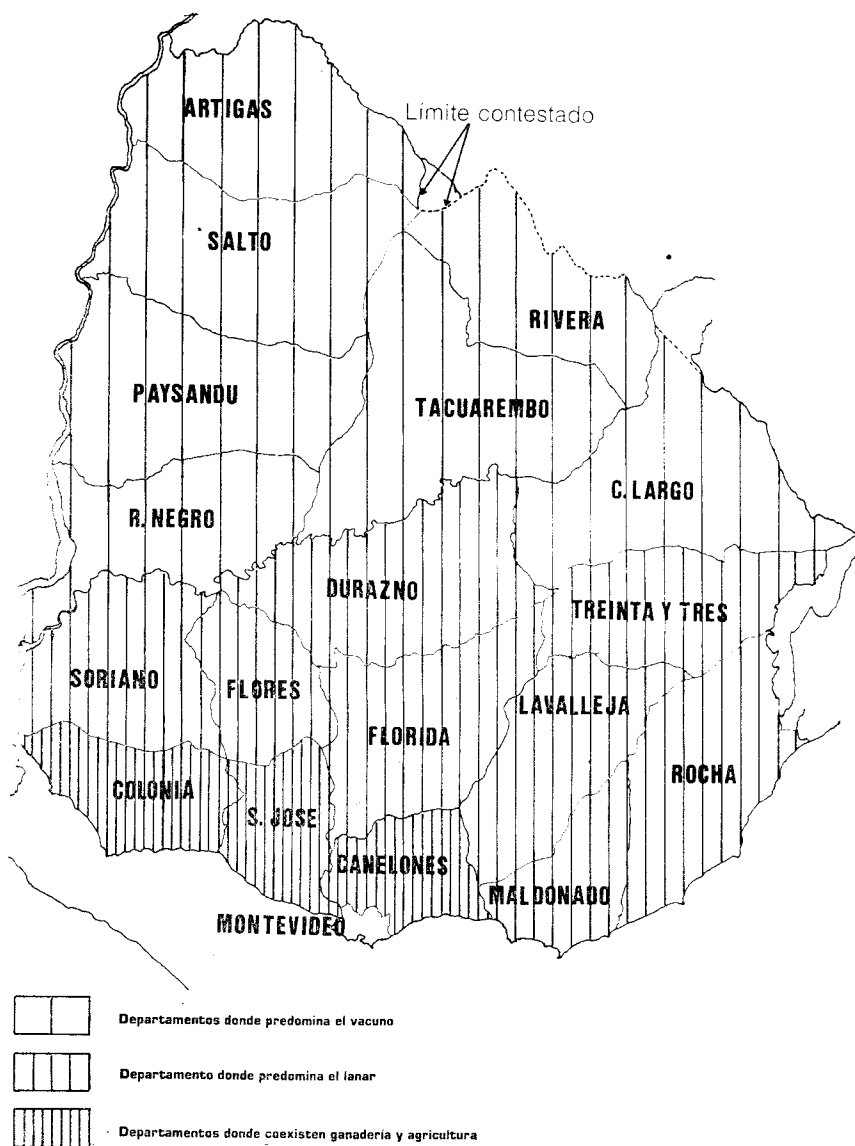 ARTIGAS
Límite contestado
SALTO
RIVERA
PAYSANDU
TACUAREMBO
C. LARGO
R. NEGRO
DURAZNO
TREINTA Y TRES
SORIANO
FLORES
LAVALLEJA
FLORIDA
ROCHA
COLONIA
S. JOSE
CANELONES
MALDONADO
MONTEVIDEO
Departamentos donde predomina el vacuno
Departamento donde predomina el lanar
Departamentos donde coexisten ganadería y agricultura